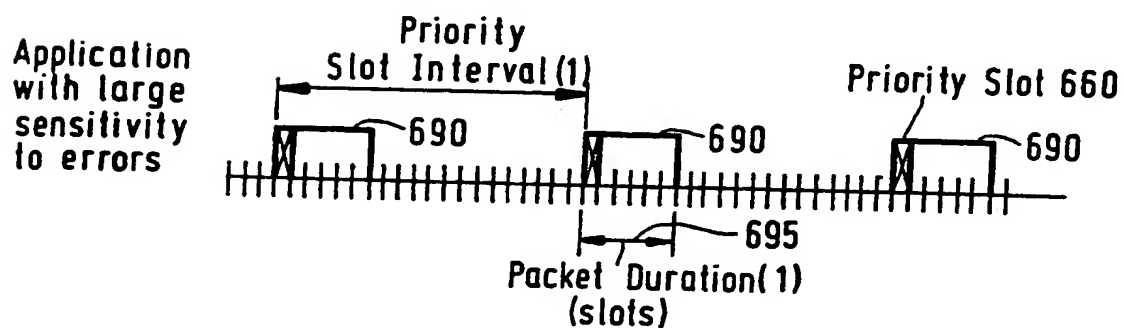 Application
with large
sensitivity
to errors
Priority
Slot Interval(1)
Priority Slot 660
690
690
690
695
Packet Duration(1)
(slots)